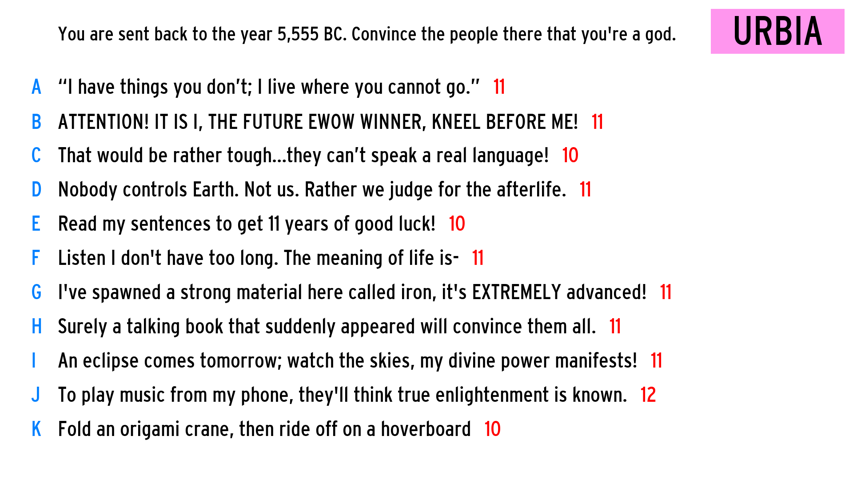 You are sent back to the year 5,555 BC. Convince the people there that you're a god.
URBIA
A “I have things you don’t; I live where you cannot go.” 11
B ATTENTION! IT IS I, THE FUTURE EWOW WINNER, KNEEL BEFORE ME! 11
C That would be rather tough...they can’t speak a real language! 10
D Nobody controls Earth. Not us. Rather we judge for the afterlife. 11
E Read my sentences to get 11 years of good luck! 10
F Listen I don't have too long. The meaning of life is- 11
G I've spawned a strong material here called iron, it's EXTREMELY advanced! 11
H Surely a talking book that suddenly appeared will convince them all. 11
I An eclipse comes tomorrow; watch the skies, my divine power manifests! 11
J To play music from my phone, they'll think true enlightenment is known. 12
K Fold an origami crane, then ride off on a hoverboard 10